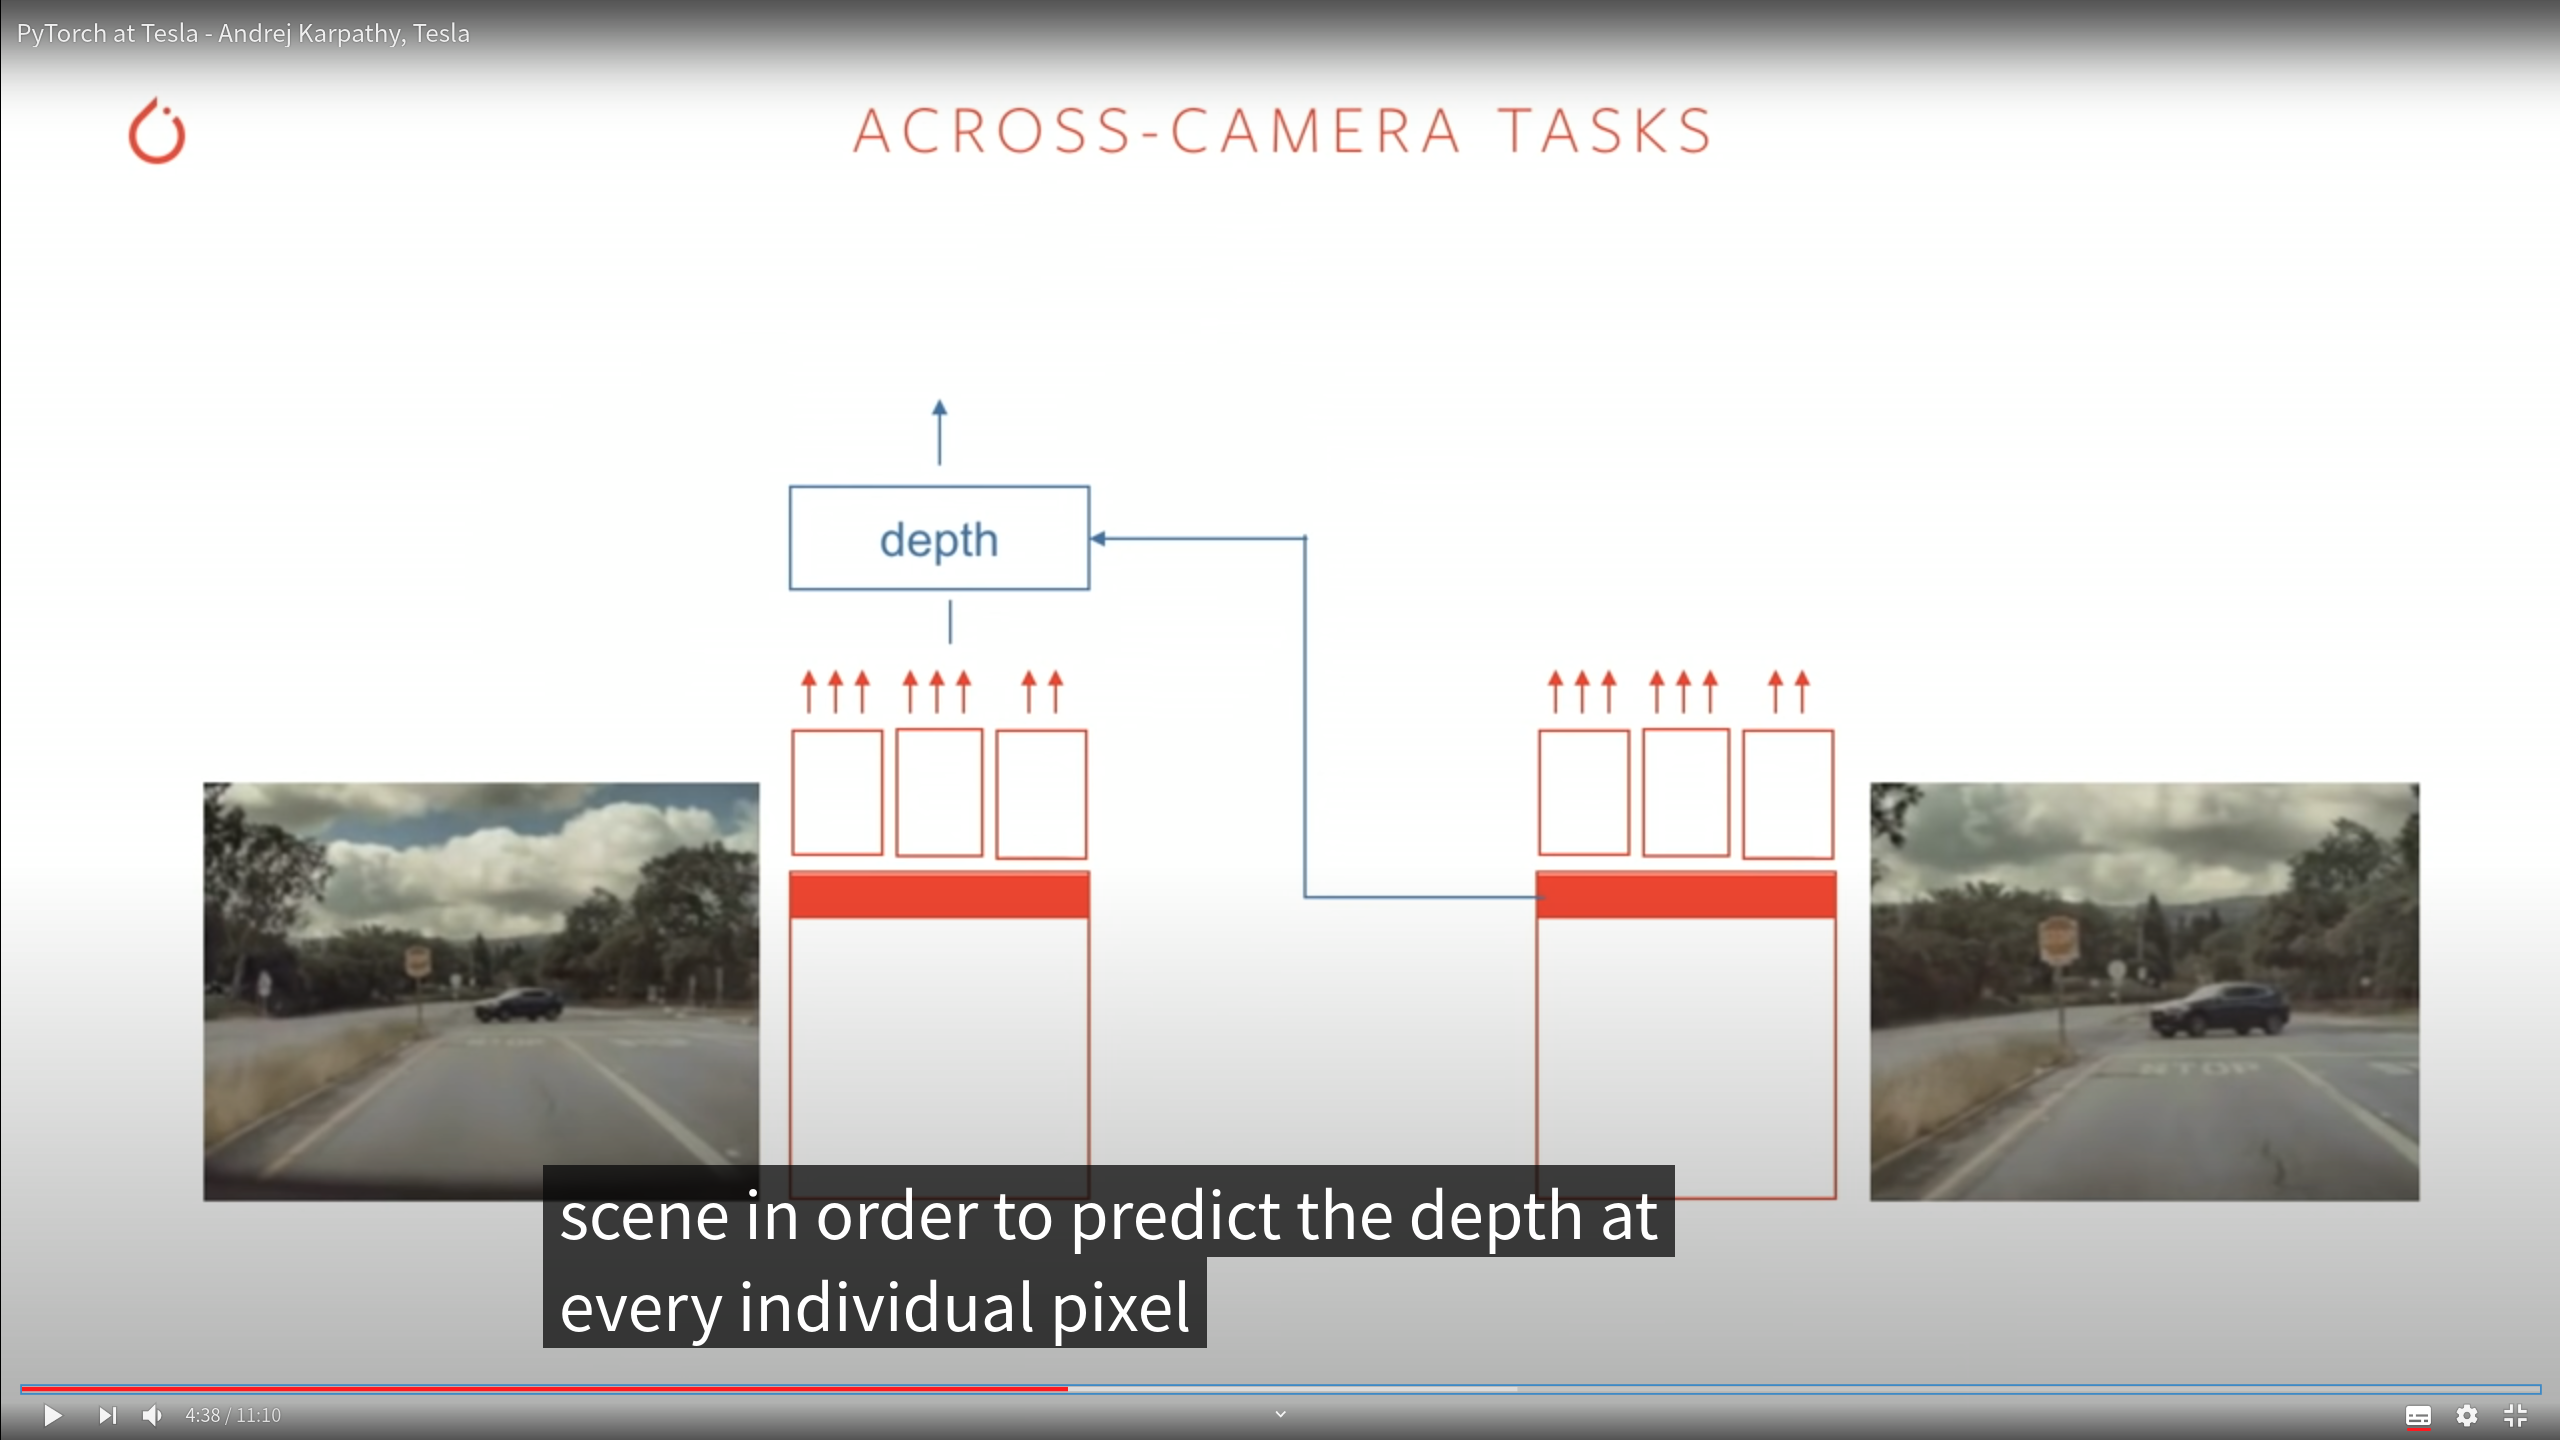 PyTorch at Tesla - Andrej Karpathy, Tesla
ACROSS-CAMERA TASKS
depth
STOP
scene in order to predict the depth at
every individual pixel
4:38 / 11:10